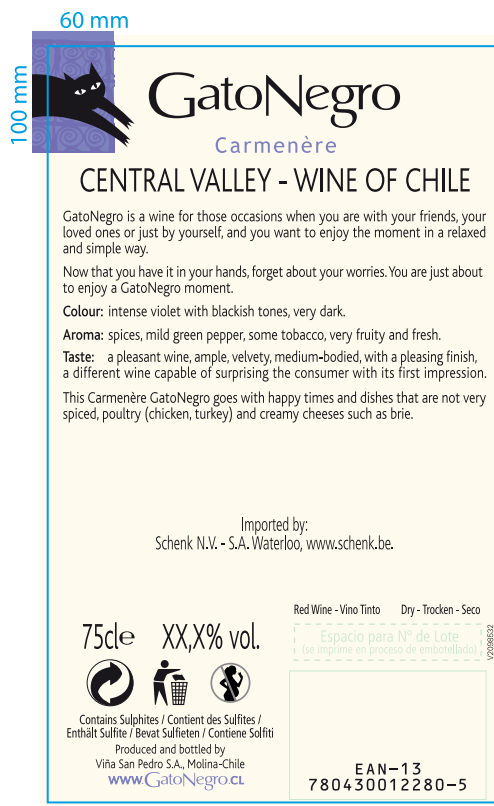 60 mm
100 mm
GatoNegro
Carmenère
CENTRAL VALLEY - WINE OF CHILE
GatoNegro is a wine for those occasions when you are with your friends, your
loved ones or just by yourself, and you want to enjoy the moment in a relaxed
and simple way.
Now that you have it in your hands, forget about your worries. You are just about
to enjoy a GatoNegro moment.
Colour: intense violet with blackish tones, very dark.
Aroma: spices, mild green pepper, some tobacco, very fruity and fresh.
Taste: a pleasant wine, ample, velvety, medium-bodied, with a pleasing finish,
a different wine capable of surprising the consumer with its first impression.
This Carmenère GatoNegro goes with happy times and dishes that are not very
spiced, poultry (chicken, turkey) and creamy cheeses such as brie.
Imported by:
Schenk N.V. - S.A. Waterloo, www.schenk.be.
Red Wine - Vino Tinto Dry - Trocken - Seco
75cl℮ XX,X% vol.
Espacio para Nº de Lote
(se imprime en proceso de embotellado)
V2098532
Contains Sulphites / Contient des Sulfites /
Enthält Sulfite / Bevat Sulfieten / Contiene Solfiti
Produced and bottled by
Viña San Pedro S.A., Molina-Chile
www.GatoNegro.CL
EAN-13
780430012280-5